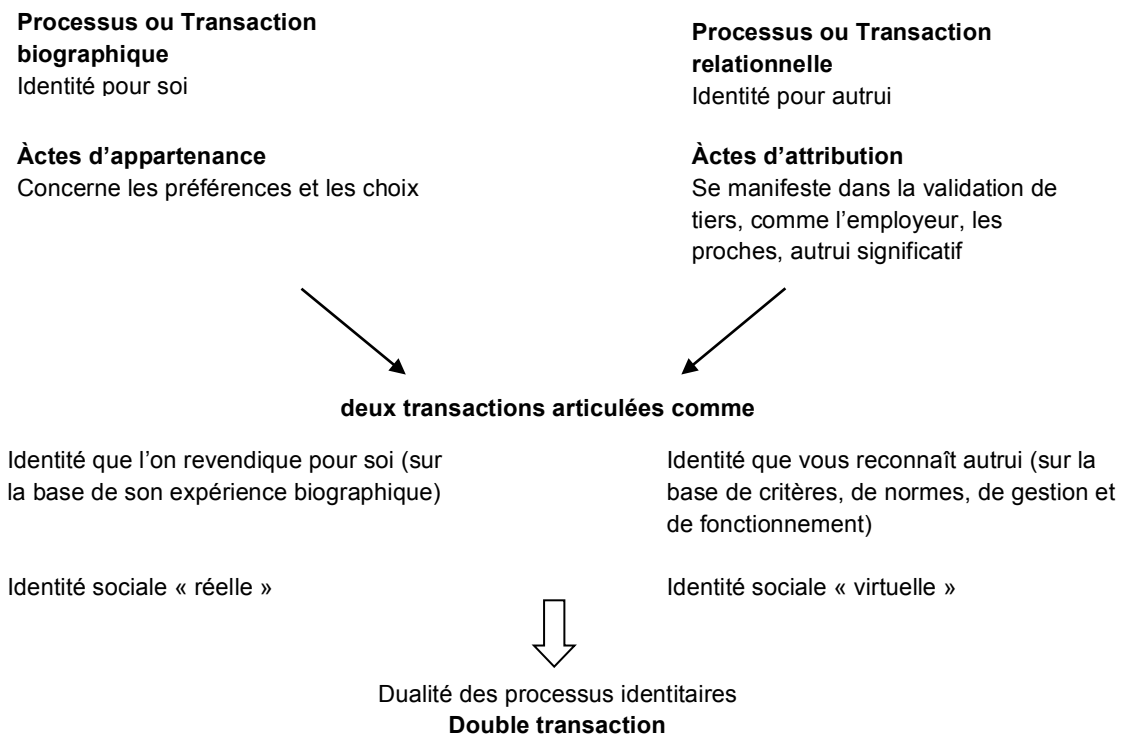 Processus ou Transaction
biographique
Identité pour soi
Àctes d’appartenance
Concerne les préférences et les choix
Processus ou Transaction
relationnelle
Identité pour autrui
Àctes d’attribution
Se manifeste dans la validation de
tiers, comme l’employeur, les
proches, autrui significatif
deux transactions articulées comme
Identité que l’on revendique pour soi (sur
la base de son expérience biographique)
Identité sociale « réelle »
Identité que vous reconnaît autrui (sur la
base de critères, de normes, de gestion et
de fonctionnement)
Identité sociale « virtuelle »
Dualité des processus identitaires
Double transaction